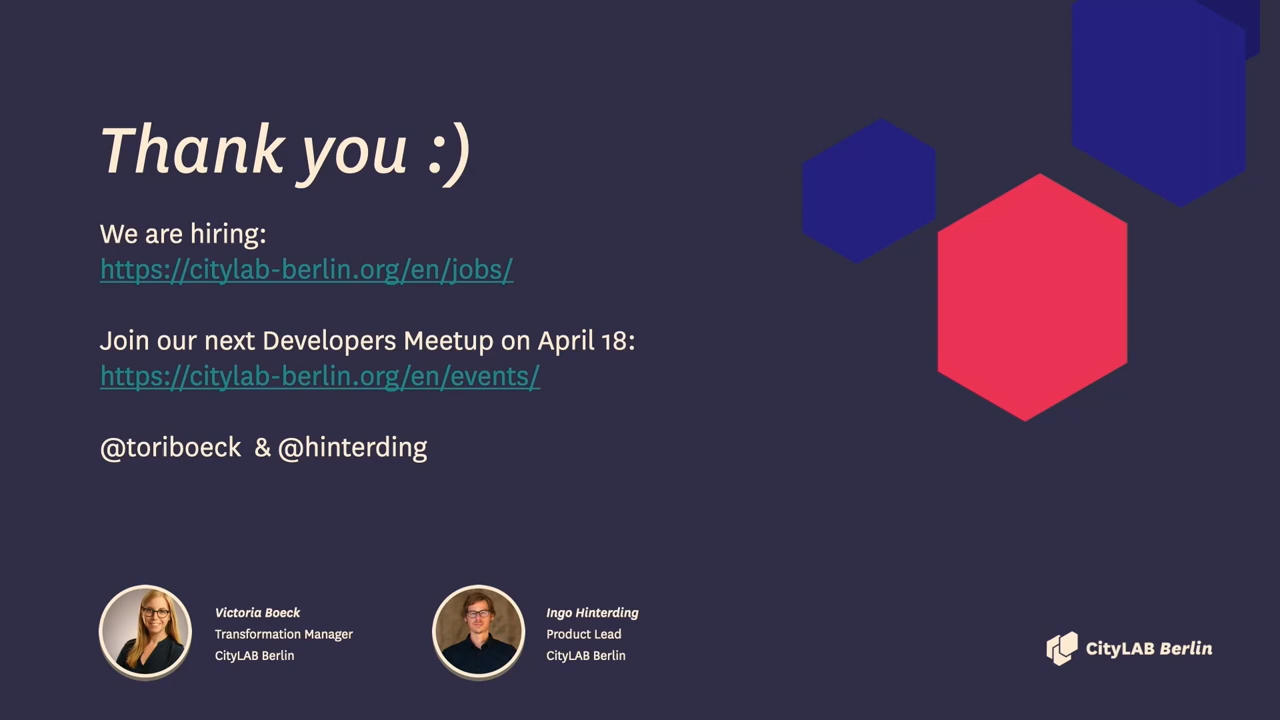 Thank you :)
We are hiring:
https://citylab-berlin.org/en/jobs/
Join our next Developers Meetup on April 18:
https://citylab-berlin.org/en/events/
@toriboeck & @hinterding
Victoria Boeck
Transformation Manager
CityLAB Berlin
Ingo Hinterding
Product Lead
CityLAB Berlin
CityLAB Berlin